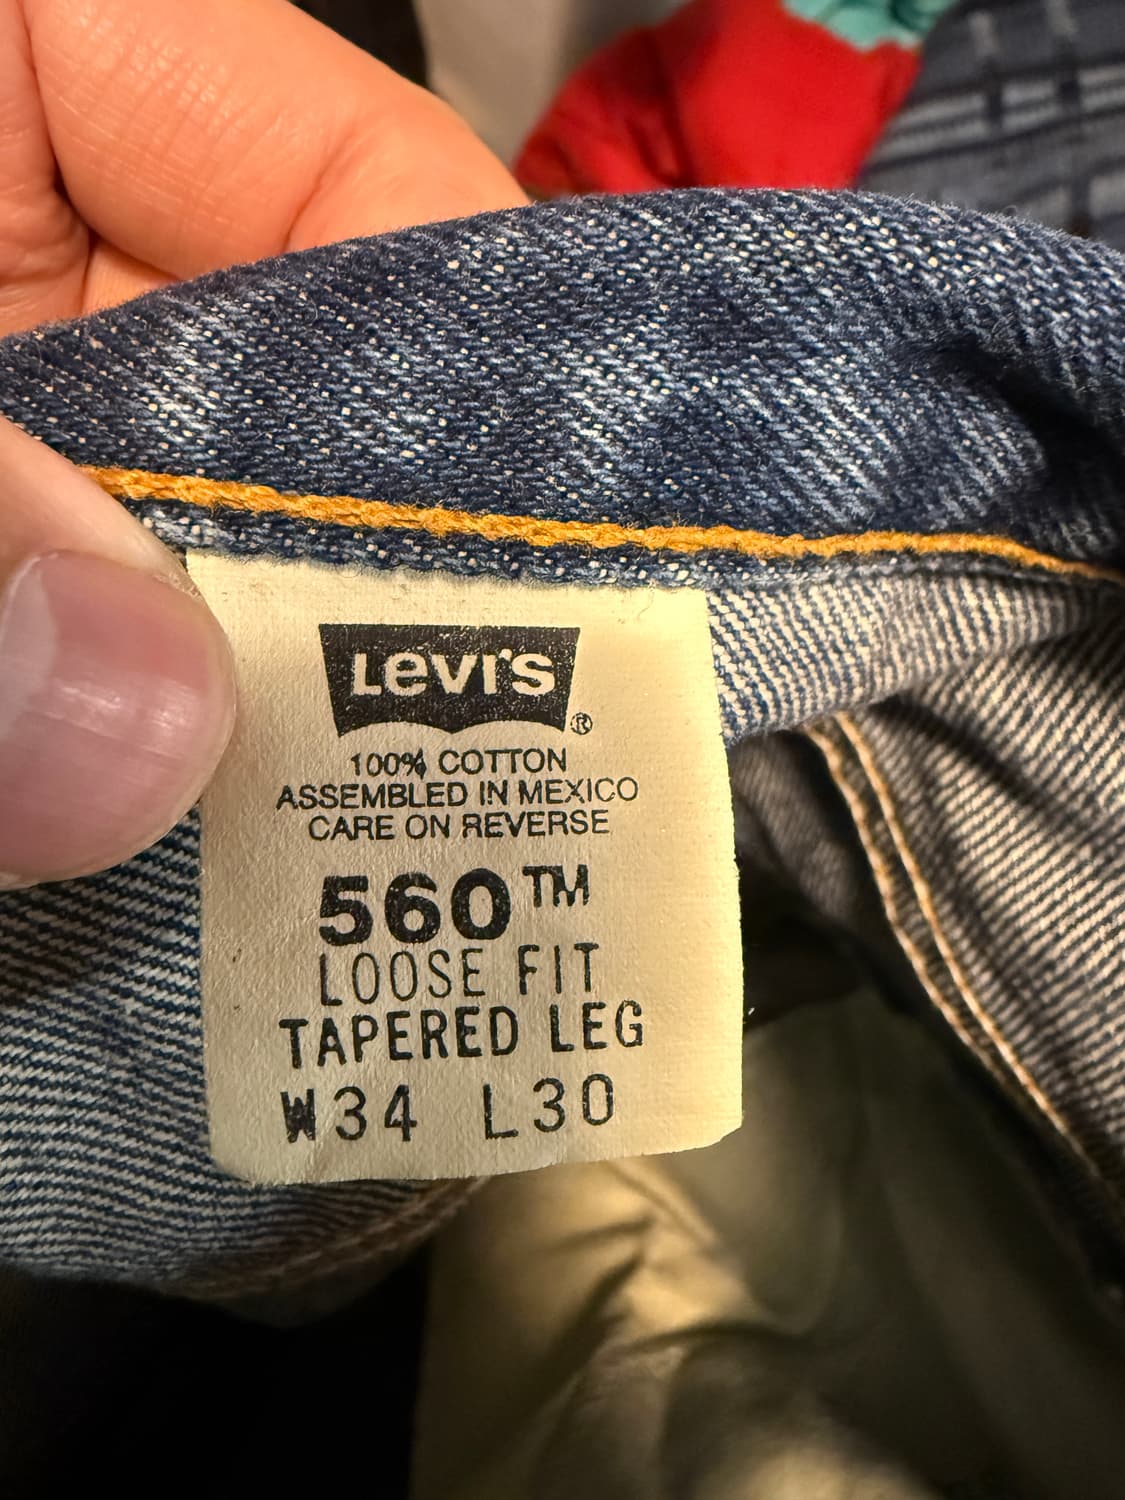 Levi's®
100% COTTON
ASSEMBLED IN MEXICO
CARE ON REVERSE
560™
LOOSE FIT
TAPERED LEG
W34 L30